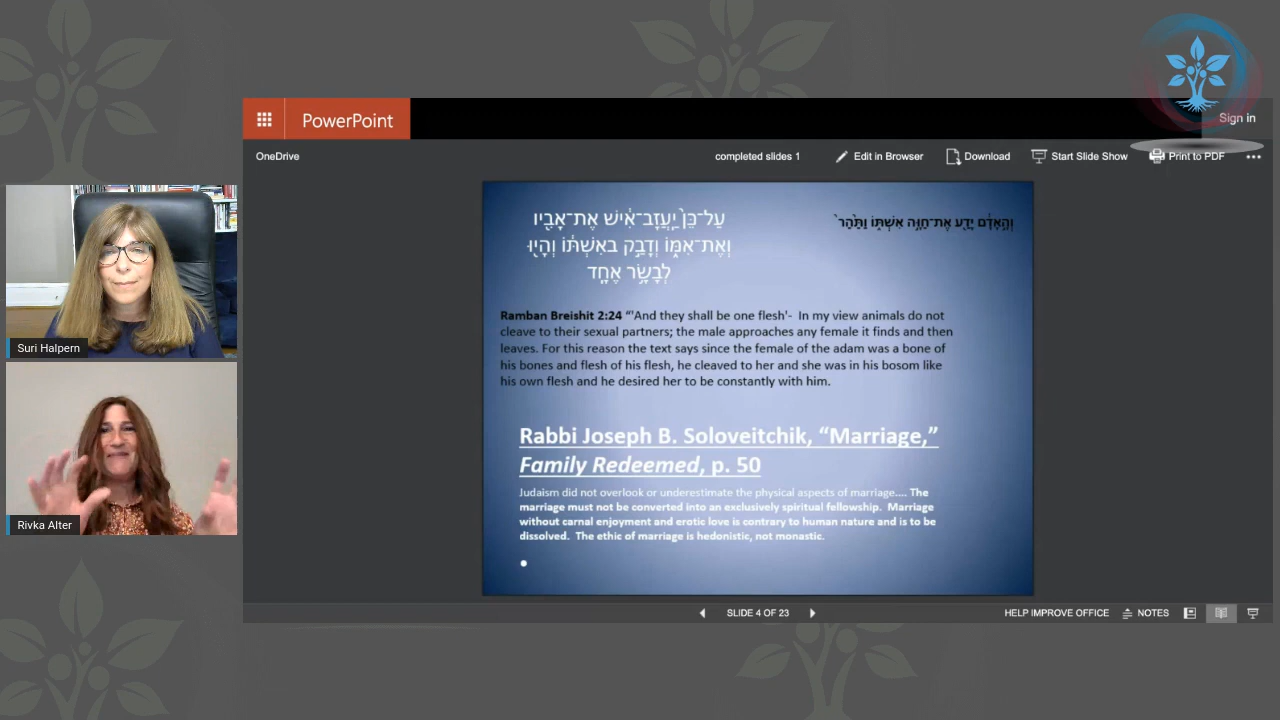 PowerPoint
Sign in
OneDrive
completed slides 1
Edit in Browser
Download
Start Slide Show
Print to PDF
עַל־כֵּן֙ יַֽעֲזָב־אִ֔ישׁ אֶת־אָבִ֖יו
וְאֶת־אִמּ֑וֹ וְדָבַ֣ק באִשְׁתּ֔וֹ וְהָי֖וּ
לְבָשָׂ֥ר אֶחָֽד
וְהָ֣אָדָ֔ם יָדַ֖ע אֶת־חַוָּ֣ה אִשְׁתּ֑וֹ וַתַּ֙הַר֙
Ramban Breishit 2:24 “'And they shall be one flesh'- In my view animals do not
cleave to their sexual partners; the male approaches any female it finds and then
leaves. For this reason the text says since the female of the adam was a bone of
his bones and flesh of his flesh, he cleaved to her and she was in his bosom like
his own flesh and he desired her to be constantly with him.
Rabbi Joseph B. Soloveitchik, “Marriage,”
Family Redeemed, p. 50
Judaism did not overlook or underestimate the physical aspects of marriage.... The
marriage must not be converted into an exclusively spiritual fellowship. Marriage
without carnal enjoyment and erotic love is contrary to human nature and is to be
dissolved. The ethic of marriage is hedonistic, not monastic.
SLIDE 4 OF 23
HELP IMPROVE OFFICE
NOTES
Suri Halpern
Rivka Alter